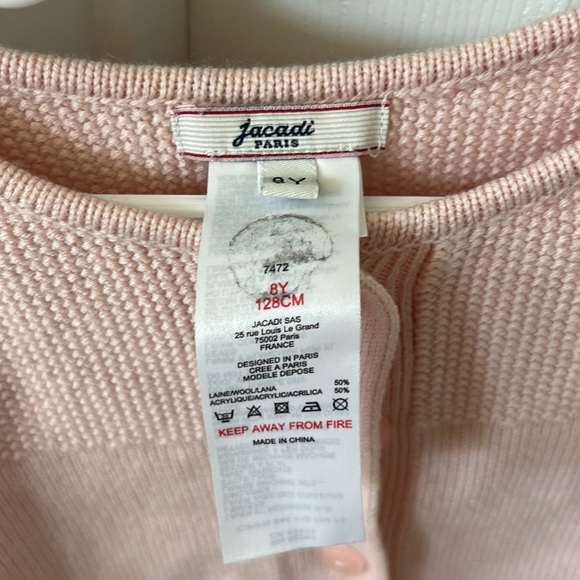 Jacadi
PARIS
8Y
7472
8Y
128CM
JACADI SAS
25 rue Louis Le Grand
75002 Paris
FRANCE
DESIGNED IN PARIS
CREE A PARIS
MODELE DEPOSE
LAINE/WOOL/LANA 50%
ACRYLIQUE/ACRYLIC/ACRILICA 50%
KEEP AWAY FROM FIRE
MADE IN CHINA